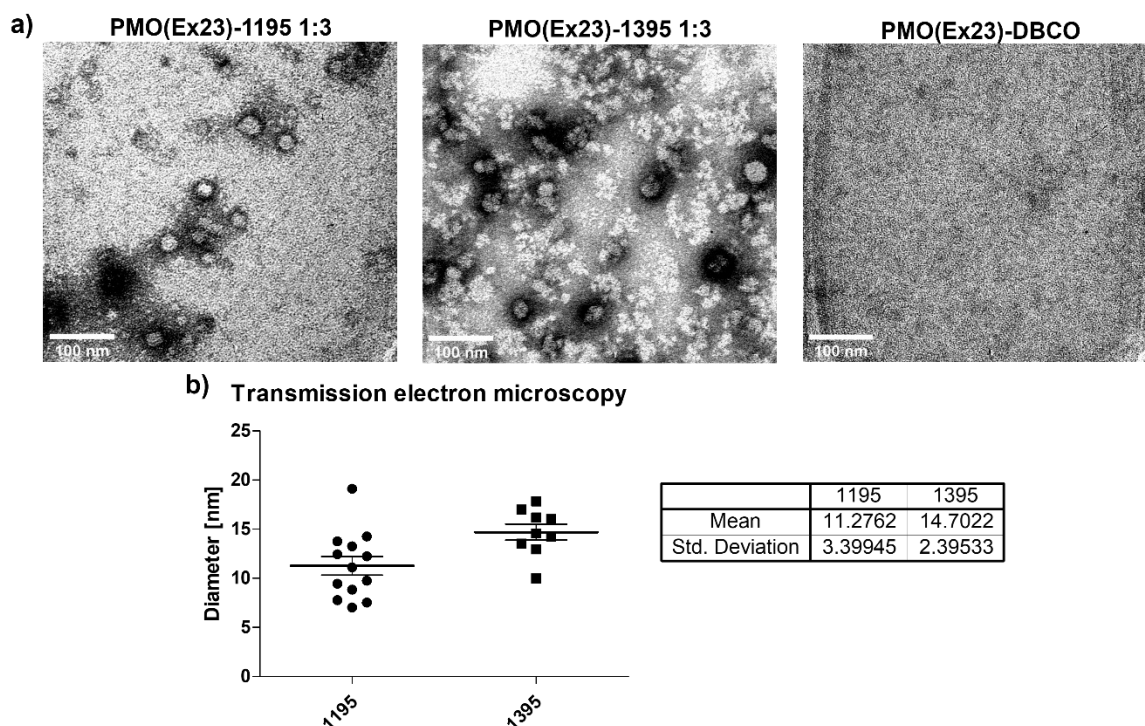 a)
PMO(Ex23)-1195 1:3
PMO(Ex23)-1395 1:3
PMO(Ex23)-DBCO
100 nm
100 nm
100 nm
b) Transmission electron microscopy
25
20
15
10
5
0
Diameter [nm]
1195
1395
1195 1395
Mean 11.2762 14.7022
Std. Deviation 3.39945 2.39533